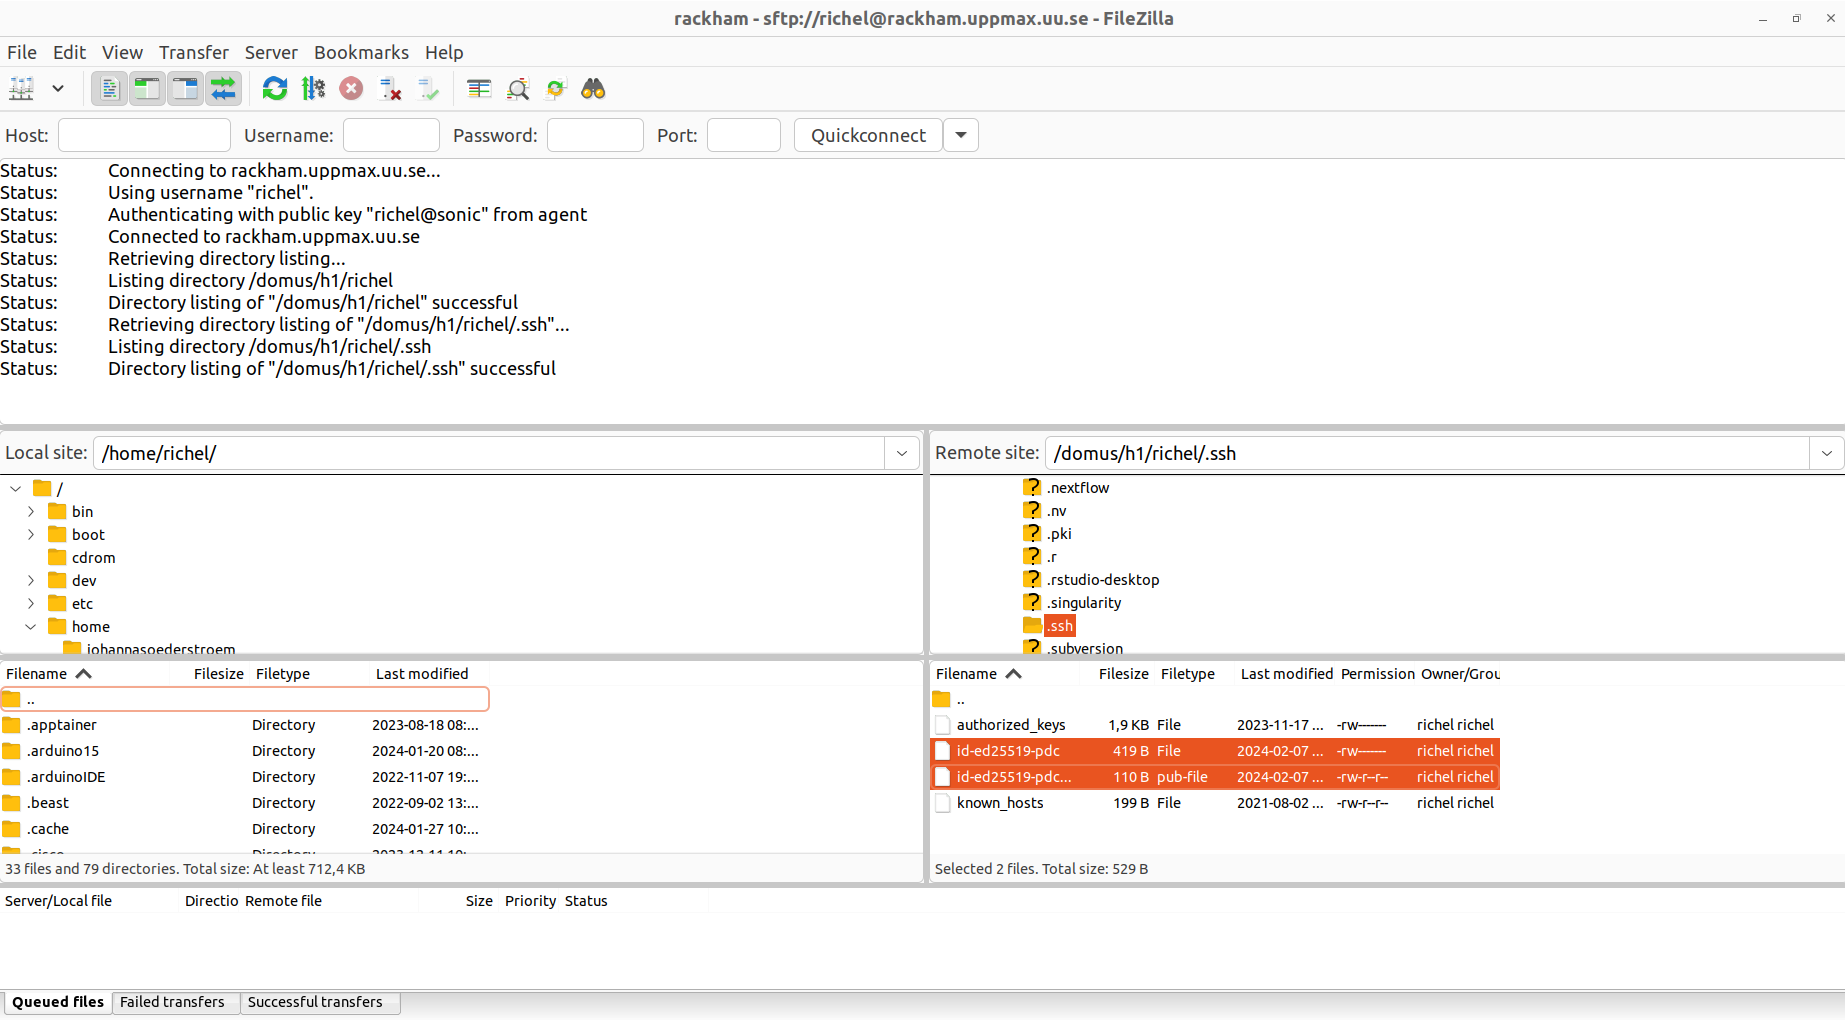 rackham - sftp://richel@rackham.uppmax.uu.se - FileZilla
File Edit View Transfer Server Bookmarks Help
Host: Username: Password: Port: Quickconnect
Status: Connecting to rackham.uppmax.uu.se...
Status: Using username "richel".
Status: Authenticating with public key "richel@sonic" from agent
Status: Connected to rackham.uppmax.uu.se
Status: Retrieving directory listing...
Status: Listing directory /domus/h1/richel
Status: Directory listing of "/domus/h1/richel" successful
Status: Retrieving directory listing of "/domus/h1/richel/.ssh"...
Status: Listing directory /domus/h1/richel/.ssh
Status: Directory listing of "/domus/h1/richel/.ssh" successful
Local site: /home/richel/
/
bin
boot
cdrom
dev
etc
home
johannasoederstroem
Filename Filesize Filetype Last modified
..
.apptainer Directory 2023-08-18 08:...
.arduino15 Directory 2024-01-20 08:...
.arduinoIDE Directory 2022-11-07 19:...
.beast Directory 2022-09-02 13:...
.cache Directory 2024-01-27 10:...
.cisco Directory 2023-12-11 10:...
33 files and 79 directories. Total size: At least 712,4 KB
Remote site: /domus/h1/richel/.ssh
.nextflow
.nv
.pki
.r
.rstudio-desktop
.singularity
.ssh
.subversion
Filename Filesize Filetype Last modified Permission Owner/Grou
..
authorized_keys 1,9 KB File 2023-11-17 ... -rw------- richel richel
id-ed25519-pdc 419 B File 2024-02-07 ... -rw------- richel richel
id-ed25519-pdc... 110 B pub-file 2024-02-07 ... -rw-r--r-- richel richel
known_hosts 199 B File 2021-08-02 ... -rw-r--r-- richel richel
Selected 2 files. Total size: 529 B
Server/Local file Directio Remote file Size Priority Status
Queued files Failed transfers Successful transfers